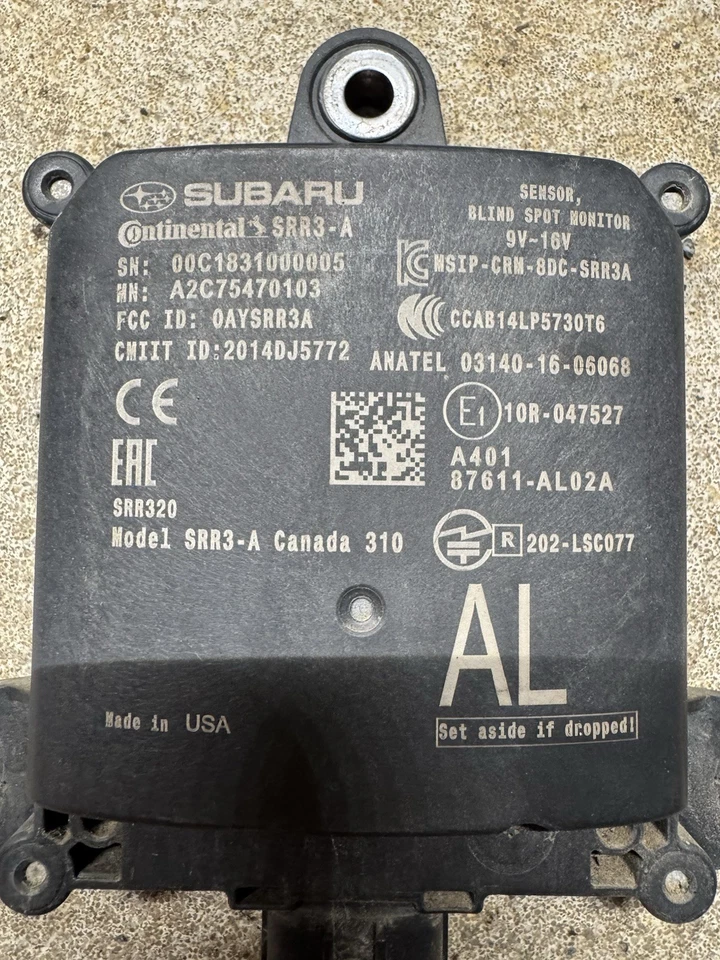 SUBARU
Continental SRR3-A
SN: 00C1831000005
MN: A2C75470103
FCC ID: OAYSRR3A
CMIIT ID:2014DJ5772
SENSOR,
BLIND SPOT MONITOR
9V~16V
MSIP-CRM-8DC-SRR3A
CCAB14LP5730T6
ANATEL 03140-16-06068
CE
E1 10R-047527
EAC
A401
87611-AL02A
SRR320
Model SRR3-A Canada 310
R 202-LSC077
AL
Made in USA
Set aside if dropped!